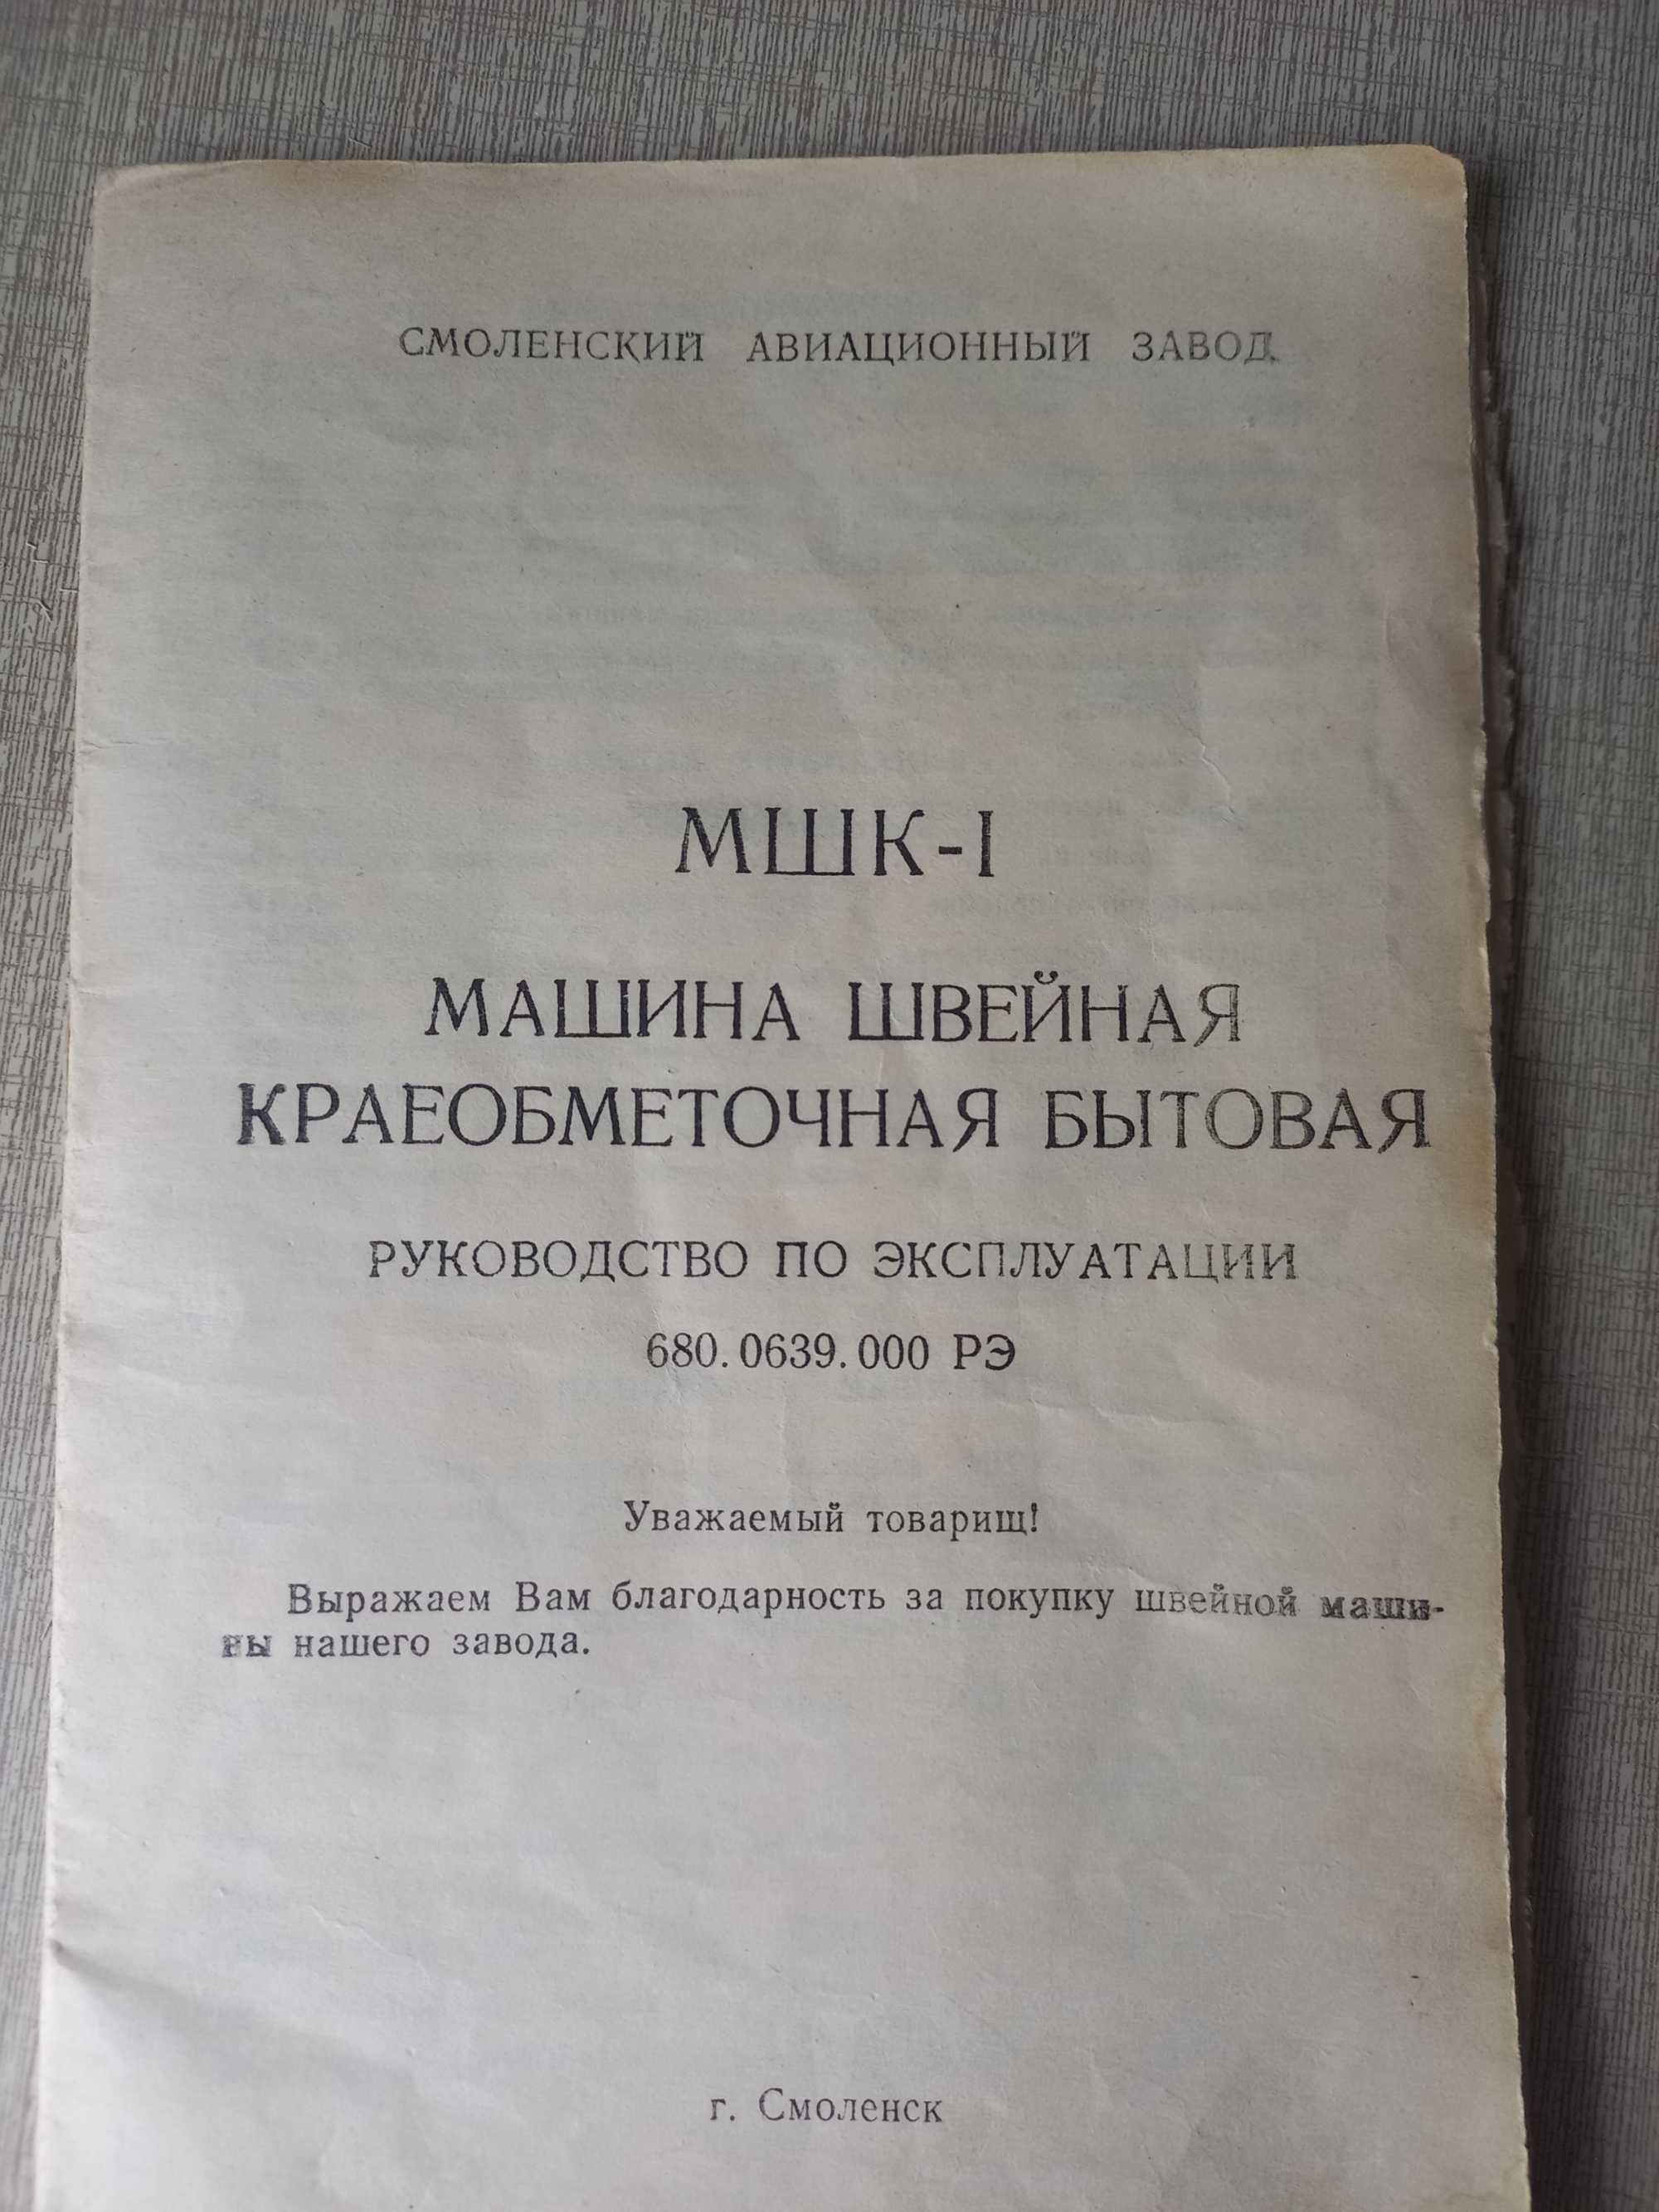 СМОЛЕНСКИЙ АВИАЦИОННЫЙ ЗАВОД
МШК-I
МАШИНА ШВЕЙНАЯ
КРАЕОБМЕТОЧНАЯ БЫТОВАЯ
РУКОВОДСТВО ПО ЭКСПЛУАТАЦИИ
680.0639.000 РЭ
Уважаемый товарищ!
Выражаем Вам благодарность за покупку швейной маши-
ны нашего завода.
г. Смоленск